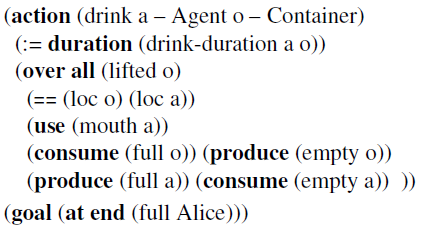 (action (drink a – Agent o – Container)
(:= duration (drink-duration a o))
(over all (lifted o)
(== (loc o) (loc a))
(use (mouth a))
(consume (full o)) (produce (empty o))
(produce (full a)) (consume (empty a)) ))
(goal (at end (full Alice)))